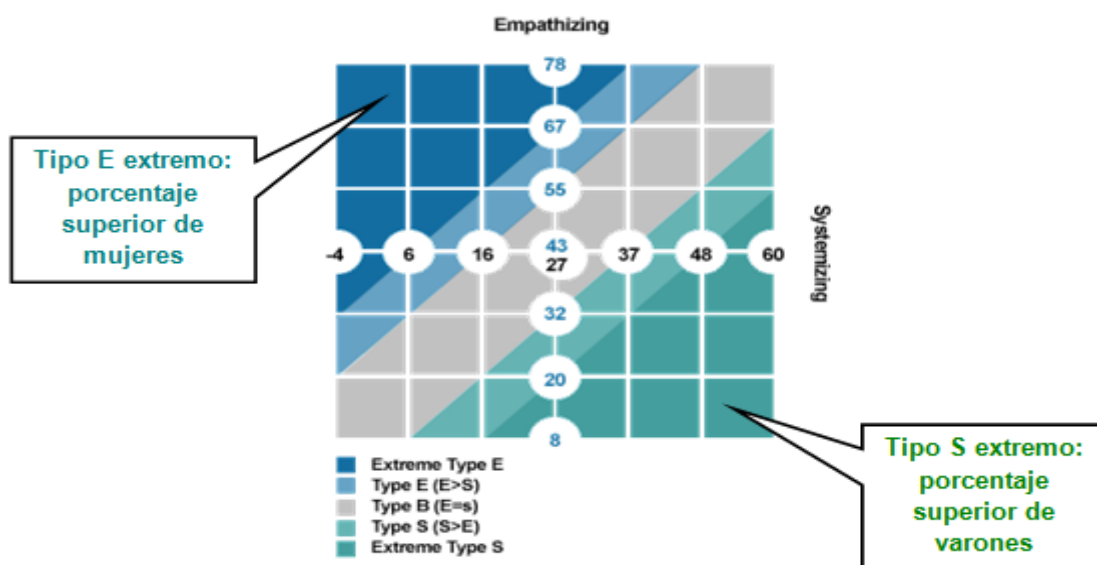 Empathizing
78
67
55
-4 6 16 43 37 48 60
27
32
20
8
Systemizing
Tipo E extremo:
porcentaje
superior de
mujeres
Tipo S extremo:
porcentaje
superior de
varones
Extreme Type E
Type E (E>S)
Type B (E=s)
Type S (S>E)
Extreme Type S